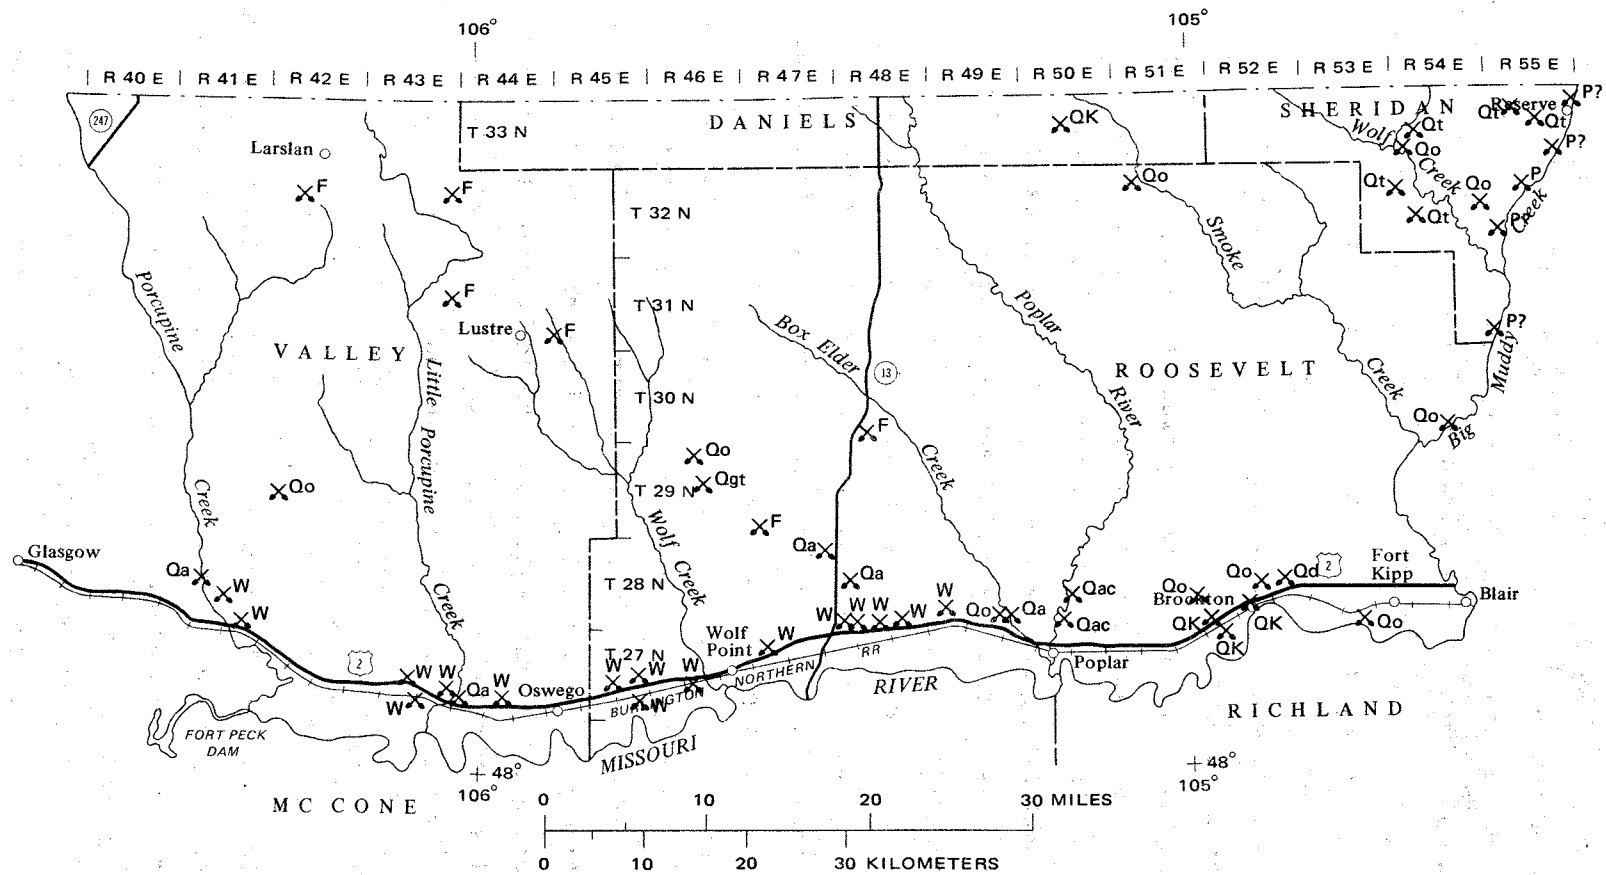 106°
105°
R 40 E | R 41 E | R 42 E | R 43 E | R 44 E | R 45 E | R 46 E | R 47 E | R 48 E | R 49 E | R 50 E | R 51 E | R 52 E | R 53 E | R 54 E | R 55 E
247
T 33 N
DANIELS
QK
SHERIDAN
Reserve
P?
Qt
Qt
Qt
Wolf
Creek
Qo
P?
Larslan
F
F
T 32 N
Qo
Qt
Qo
P
Qt
P
Creek
Smoke
Porcupine
F
T 31 N
Poplar
Lustre
F
Box Elder
P?
VALLEY
Little Porcupine
13
ROOSEVELT
Creek
Muddy
T 30 N
River
Qo
Big
F
Qo
Creek
Qgt
T 29 N
Qo
Creek
Wolf Creek
F
Qa
Glasgow
Qa
W
W
T 28 N
Qa
Creek
W
W
W
W
W
Qo
Qa
Qac
Qac
Qo
Brockton
QK
QK
Qo
Qd
QK
2
Fort
Kipp
Blair
Qo
Wolf
Point
W
T 27 N
2
W
W
W
Qa
W
Oswego
W
W
W
W
BURLINGTON
NORTHERN
RR
Poplar
RIVER
MISSOURI
RICHLAND
FORT PECK
DAM
48°
106°
48°
105°
MC CONE
0 10 20 30 MILES
0 10 20 30 KILOMETERS